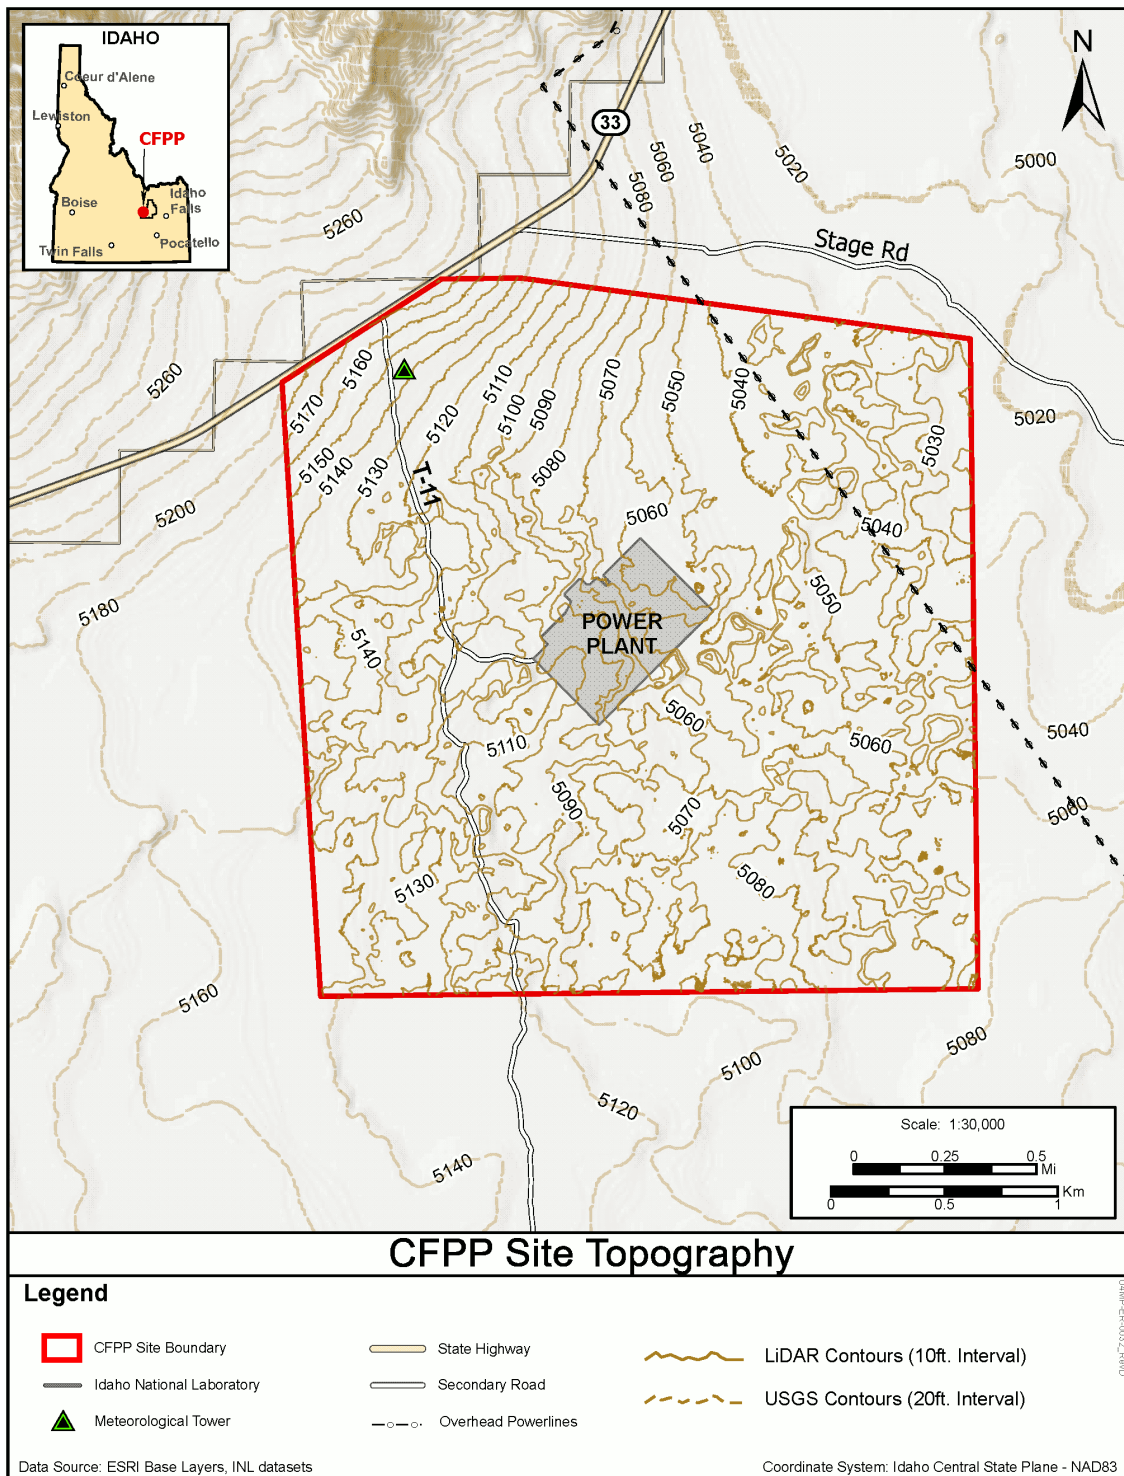 IDAHO
Coeur d'Alene
Lewiston
CFPP
Boise
Idaho
Falls
Twin Falls
Pocatello
N
33
5060
5040
5020
5000
5080
5260
Stage Rd
5260
5160
5170
5110
5070
5050
5040
5020
5120
5100
5090
5030
5150
5140
5130
5080
T-11
5200
5060
5040
5180
5050
POWER
PLANT
5140
5060
5110
5060
5040
5090
5070
5060
5130
5080
5160
5080
5100
5120
5140
Scale: 1:30,000
0 0.25 0.5
Mi
Km
0 0.5 1
CFPP Site Topography
Legend
CFPP Site Boundary
Idaho National Laboratory
Meteorological Tower
State Highway
Secondary Road
Overhead Powerlines
LiDAR Contours (10ft. Interval)
USGS Contours (20ft. Interval)
Data Source: ESRI Base Layers, INL datasets
Coordinate System: Idaho Central State Plane - NAD83